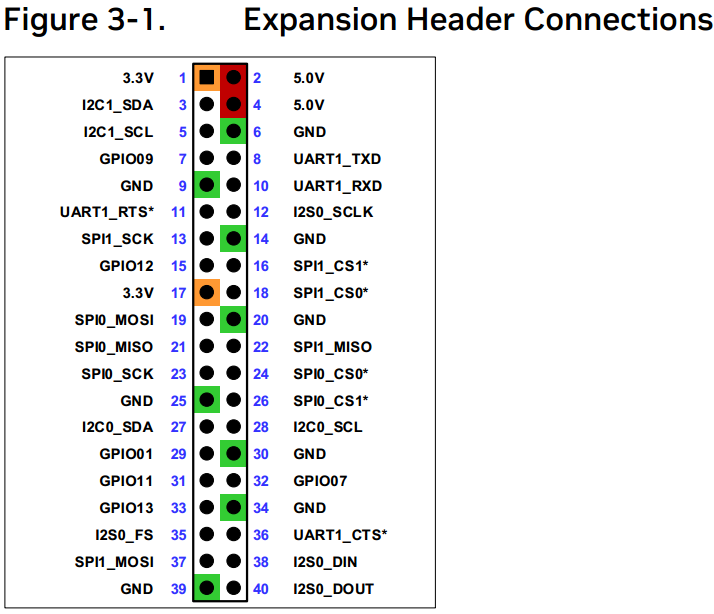 Figure 3-1. Expansion Header Connections
3.3V 1 2 5.0V
I2C1_SDA 3 4 5.0V
I2C1_SCL 5 6 GND
GPIO09 7 8 UART1_TXD
GND 9 10 UART1_RXD
UART1_RTS* 11 12 I2S0_SCLK
SPI1_SCK 13 14 GND
GPIO12 15 16 SPI1_CS1*
3.3V 17 18 SPI1_CS0*
SPI0_MOSI 19 20 GND
SPI0_MISO 21 22 SPI1_MISO
SPI0_SCK 23 24 SPI0_CS0*
GND 25 26 SPI0_CS1*
I2C0_SDA 27 28 I2C0_SCL
GPIO01 29 30 GND
GPIO11 31 32 GPIO07
GPIO13 33 34 GND
I2S0_FS 35 36 UART1_CTS*
SPI1_MOSI 37 38 I2S0_DIN
GND 39 40 I2S0_DOUT